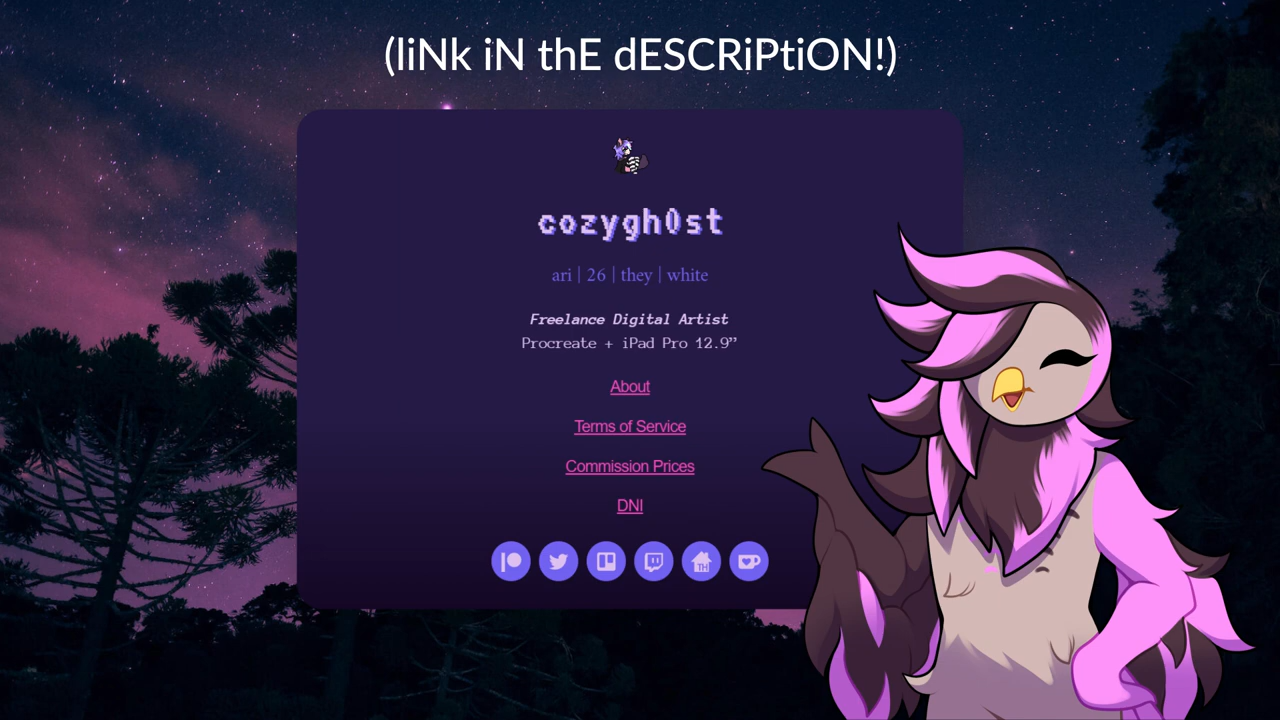 (liNk iN thE dESCRiPtiON!)
cozygh0st
ari | 26 | they | white
Freelance Digital Artist
Procreate + iPad Pro 12.9”
About
Terms of Service
Commission Prices
DNI
TH